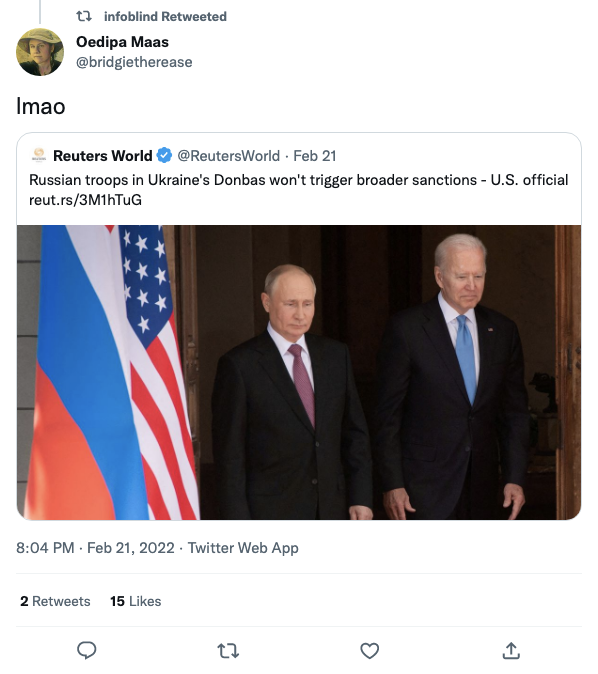 infoblind Retweeted
Oedipa Maas
@bridgietherease
lmao
Reuters World @ReutersWorld · Feb 21
Russian troops in Ukraine's Donbas won't trigger broader sanctions - U.S. official
reut.rs/3M1hTuG
8:04 PM · Feb 21, 2022 · Twitter Web App
2 Retweets 15 Likes